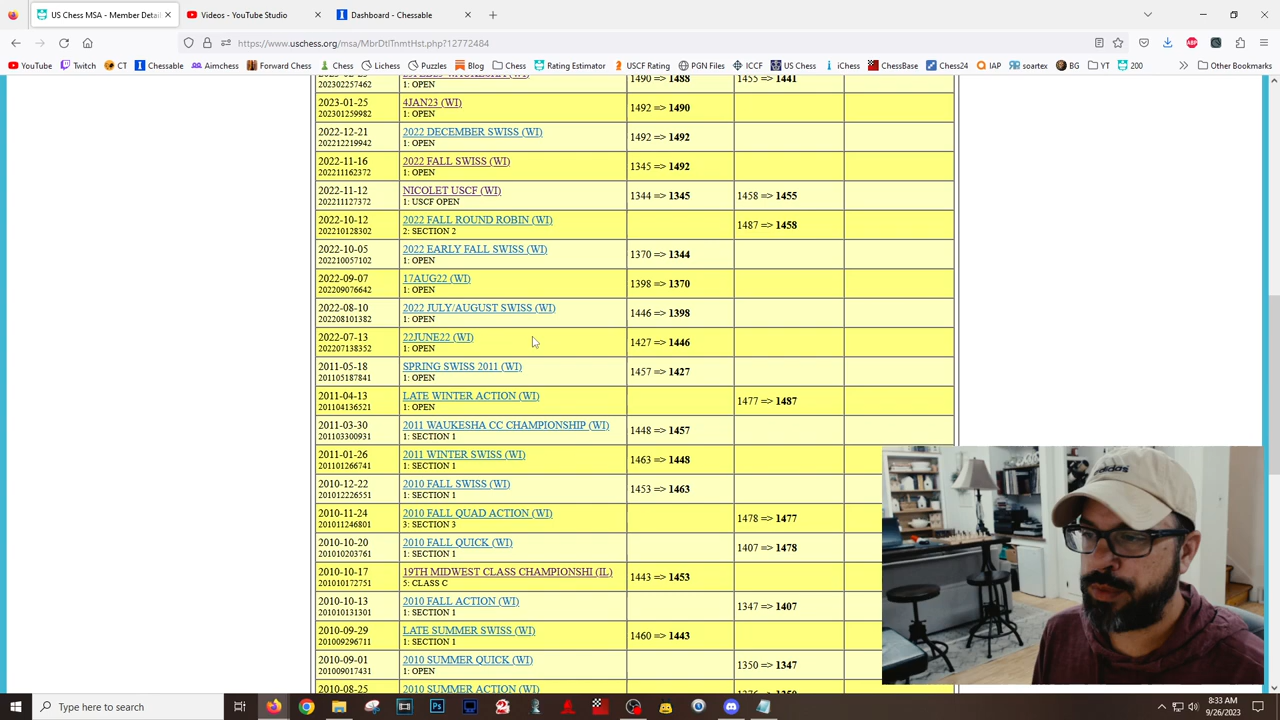 US Chess MSA - Member Detail
Videos - YouTube Studio
Dashboard - Chessable
https://www.uschess.org/msa/MbrDtlTnmtHst.php?12772484
YouTube Twitch CT Chessable Aimchess Forward Chess Chess Lichess Puzzles Blog Chess Rating Estimator USCF Rating PGN Files ICCF US Chess iChess ChessBase Chess24 IAP soartex BG YT 200 Other Bookmarks
202302257462 1: OPEN 1490 => 1488 1455 => 1441
2023-01-25 4JAN23 (WI) 1492 => 1490
202301259982 1: OPEN
2022-12-21 2022 DECEMBER SWISS (WI) 1492 => 1492
202212219942 1: OPEN
2022-11-16 2022 FALL SWISS (WI) 1345 => 1492
202211162372 1: OPEN
2022-11-12 NICOLET USCF (WI) 1344 => 1345 1458 => 1455
202211127372 1: USCF OPEN
2022-10-12 2022 FALL ROUND ROBIN (WI) 1487 => 1458
202210128302 2: SECTION 2
2022-10-05 2022 EARLY FALL SWISS (WI) 1370 => 1344
202210057102 1: OPEN
2022-09-07 17AUG22 (WI) 1398 => 1370
202209076642 1: OPEN
2022-08-10 2022 JULY/AUGUST SWISS (WI) 1446 => 1398
202208101382 1: OPEN
2022-07-13 22JUNE22 (WI) 1427 => 1446
202207138352 1: OPEN
2011-05-18 SPRING SWISS 2011 (WI) 1457 => 1427
201105187841 1: OPEN
2011-04-13 LATE WINTER ACTION (WI) 1477 => 1487
201104136521 1: OPEN
2011-03-30 2011 WAUKESHA CC CHAMPIONSHIP (WI) 1448 => 1457
201103300931 1: SECTION 1
2011-01-26 2011 WINTER SWISS (WI) 1463 => 1448
201101266741 1: SECTION 1
2010-12-22 2010 FALL SWISS (WI) 1453 => 1463
201012226551 1: SECTION 1
2010-11-24 2010 FALL QUAD ACTION (WI) 1478 => 1477
201011246801 3: SECTION 3
2010-10-20 2010 FALL QUICK (WI) 1407 => 1478
201010203761 1: SECTION 1
2010-10-17 19TH MIDWEST CLASS CHAMPIONSHI (IL) 1443 => 1453
201010172751 5: CLASS C
2010-10-13 2010 FALL ACTION (WI) 1347 => 1407
201010131301 1: SECTION 1
2010-09-29 LATE SUMMER SWISS (WI) 1460 => 1443
201009296711 1: SECTION 1
2010-09-01 2010 SUMMER QUICK (WI) 1350 => 1347
201009017431 1: OPEN
2010-08-25 2010 SUMMER ACTION (WI)
adidas
Type here to search
8:33 AM
9/26/2023